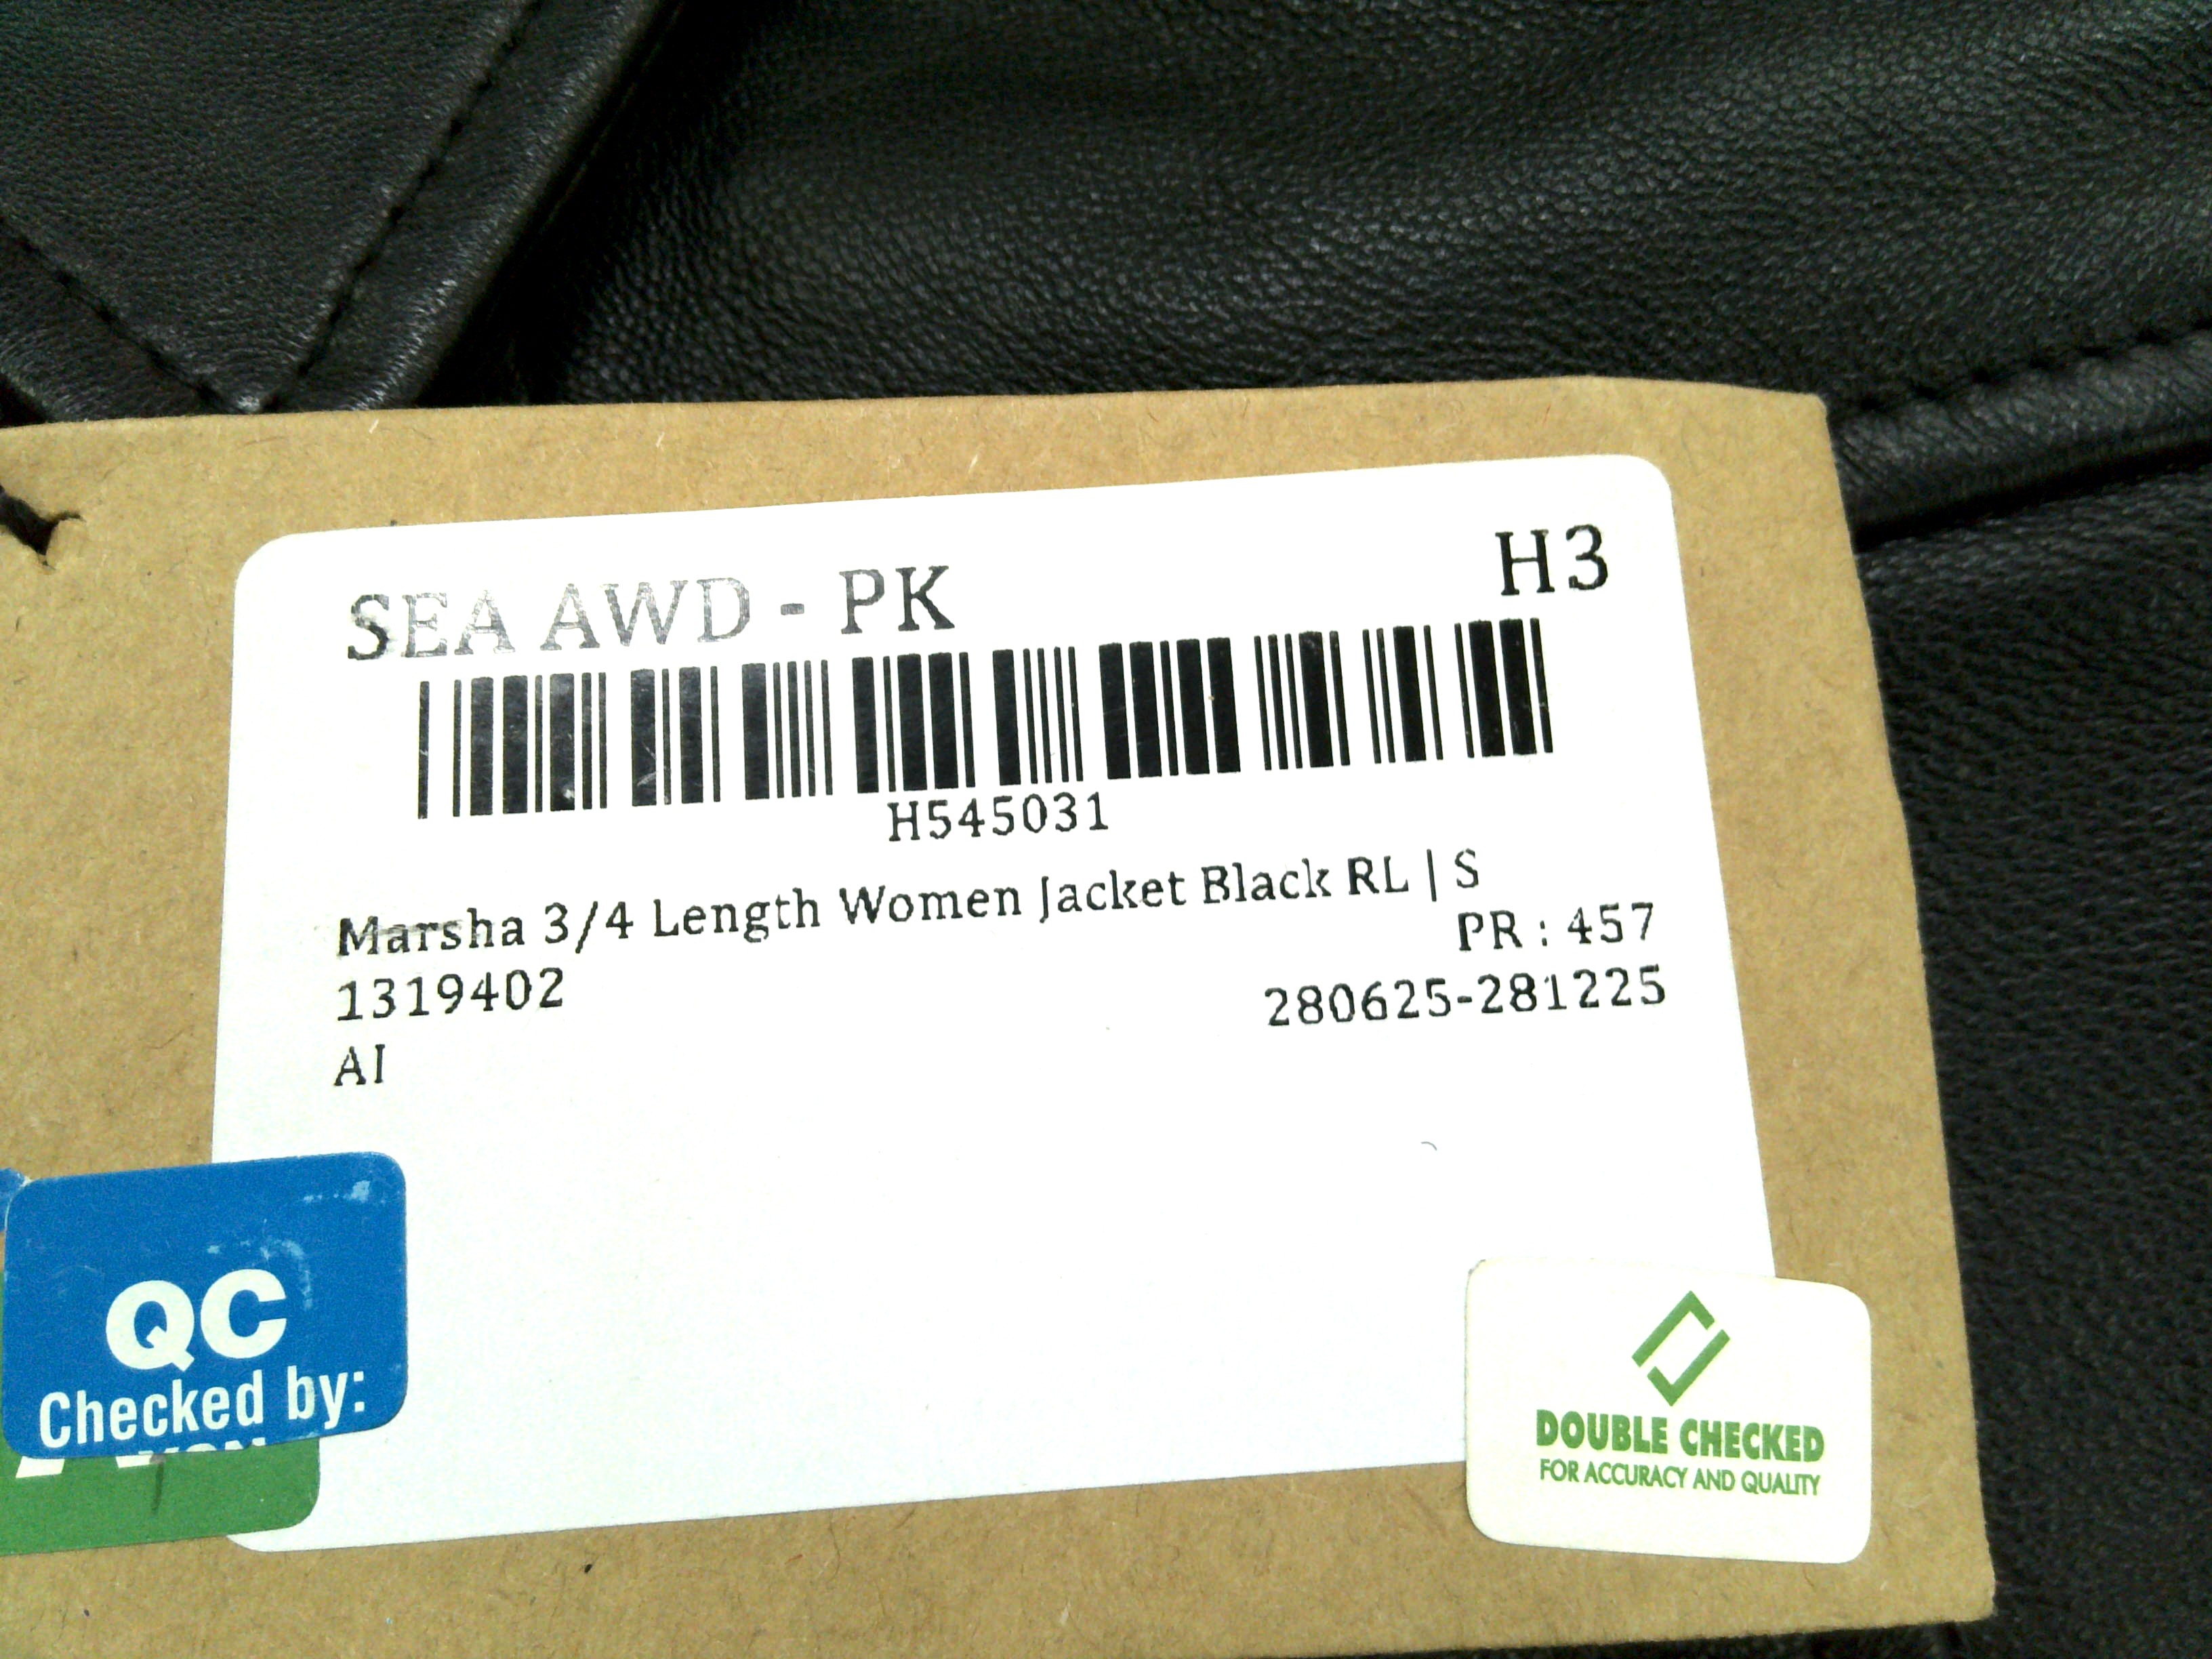 SEA AWD - PK
H3
H545031
Marsha 3/4 Length Women Jacket Black RL | S
PR : 457
1319402
280625-281225
AI
QC
Checked by:
DOUBLE CHECKED
FOR ACCURACY AND QUALITY